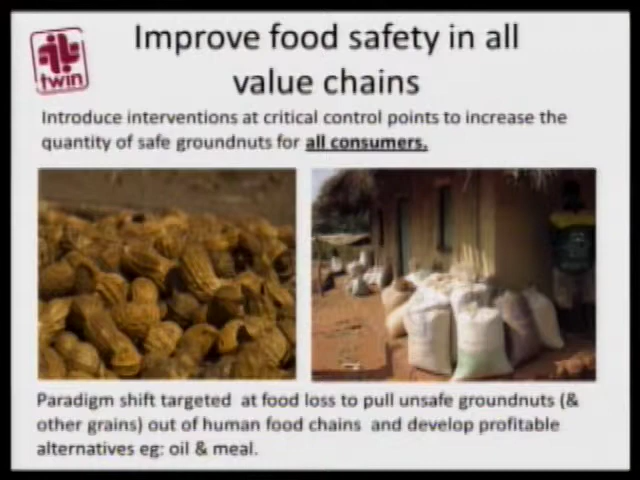 twin
Improve food safety in all
value chains
Introduce interventions at critical control points to increase the
quantity of safe groundnuts for all consumers.
Paradigm shift targeted at food loss to pull unsafe groundnuts (&
other grains) out of human food chains and develop profitable
alternatives eg: oil & meal.